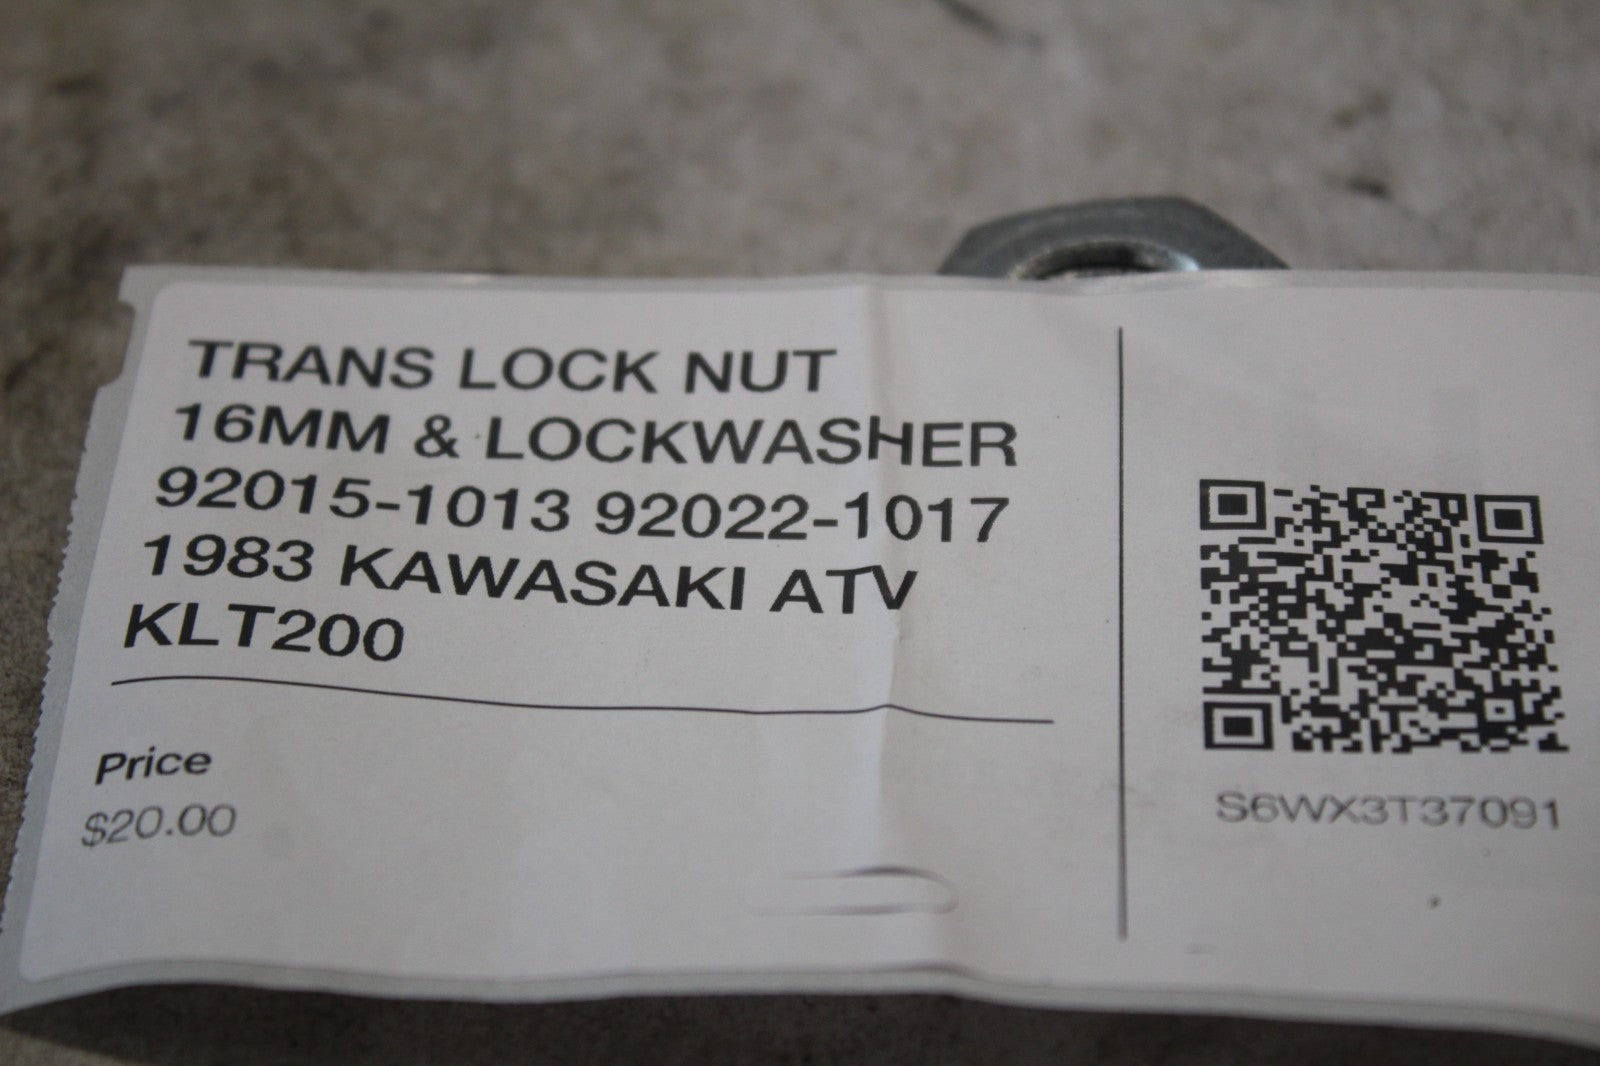 TRANS LOCK NUT
16MM & LOCKWASHER
92015-1013 92022-1017
1983 KAWASAKI ATV
KLT200
Price
$20.00
S6WX3T37091